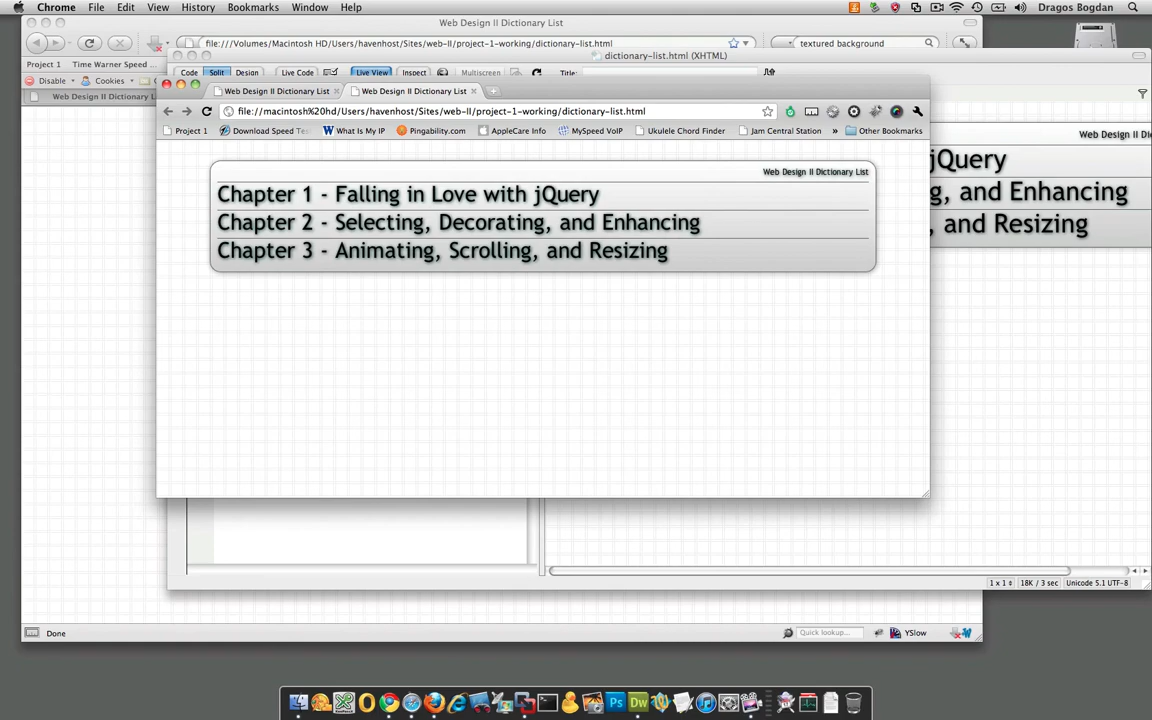 Chrome File Edit View History Bookmarks Window Help Dragos Bogdan
Web Design II Dictionary List
file:///Volumes/Macintosh HD/Users/havenhost/Sites/web-II/project-1-working/dictionary-list.html textured background
dictionary-list.html (XHTML)
Project 1 Time Warner Speed ...
Code Split Design Live Code Live View Inspect Multiscreen Title:
Disable Cookies
Web Design II Dictionary L
Web Design II Dictionary List Web Design II Dictionary List
file://macintosh%20hd/Users/havenhost/Sites/web-II/project-1-working/dictionary-list.html
Project 1 Download Speed Tes What Is My IP Pingability.com AppleCare Info MySpeed VoIP Ukulele Chord Finder Jam Central Station » Other Bookmarks
Web Design II Di
Web Design II Dictionary List
Chapter 1 - Falling in Love with jQuery
Chapter 2 - Selecting, Decorating, and Enhancing
Chapter 3 - Animating, Scrolling, and Resizing
jQuery
g, and Enhancing
, and Resizing
1 x 1 18K / 3 sec Unicode 5.1 UTF-8
Done Quick lookup... YSlow
Ps Dw